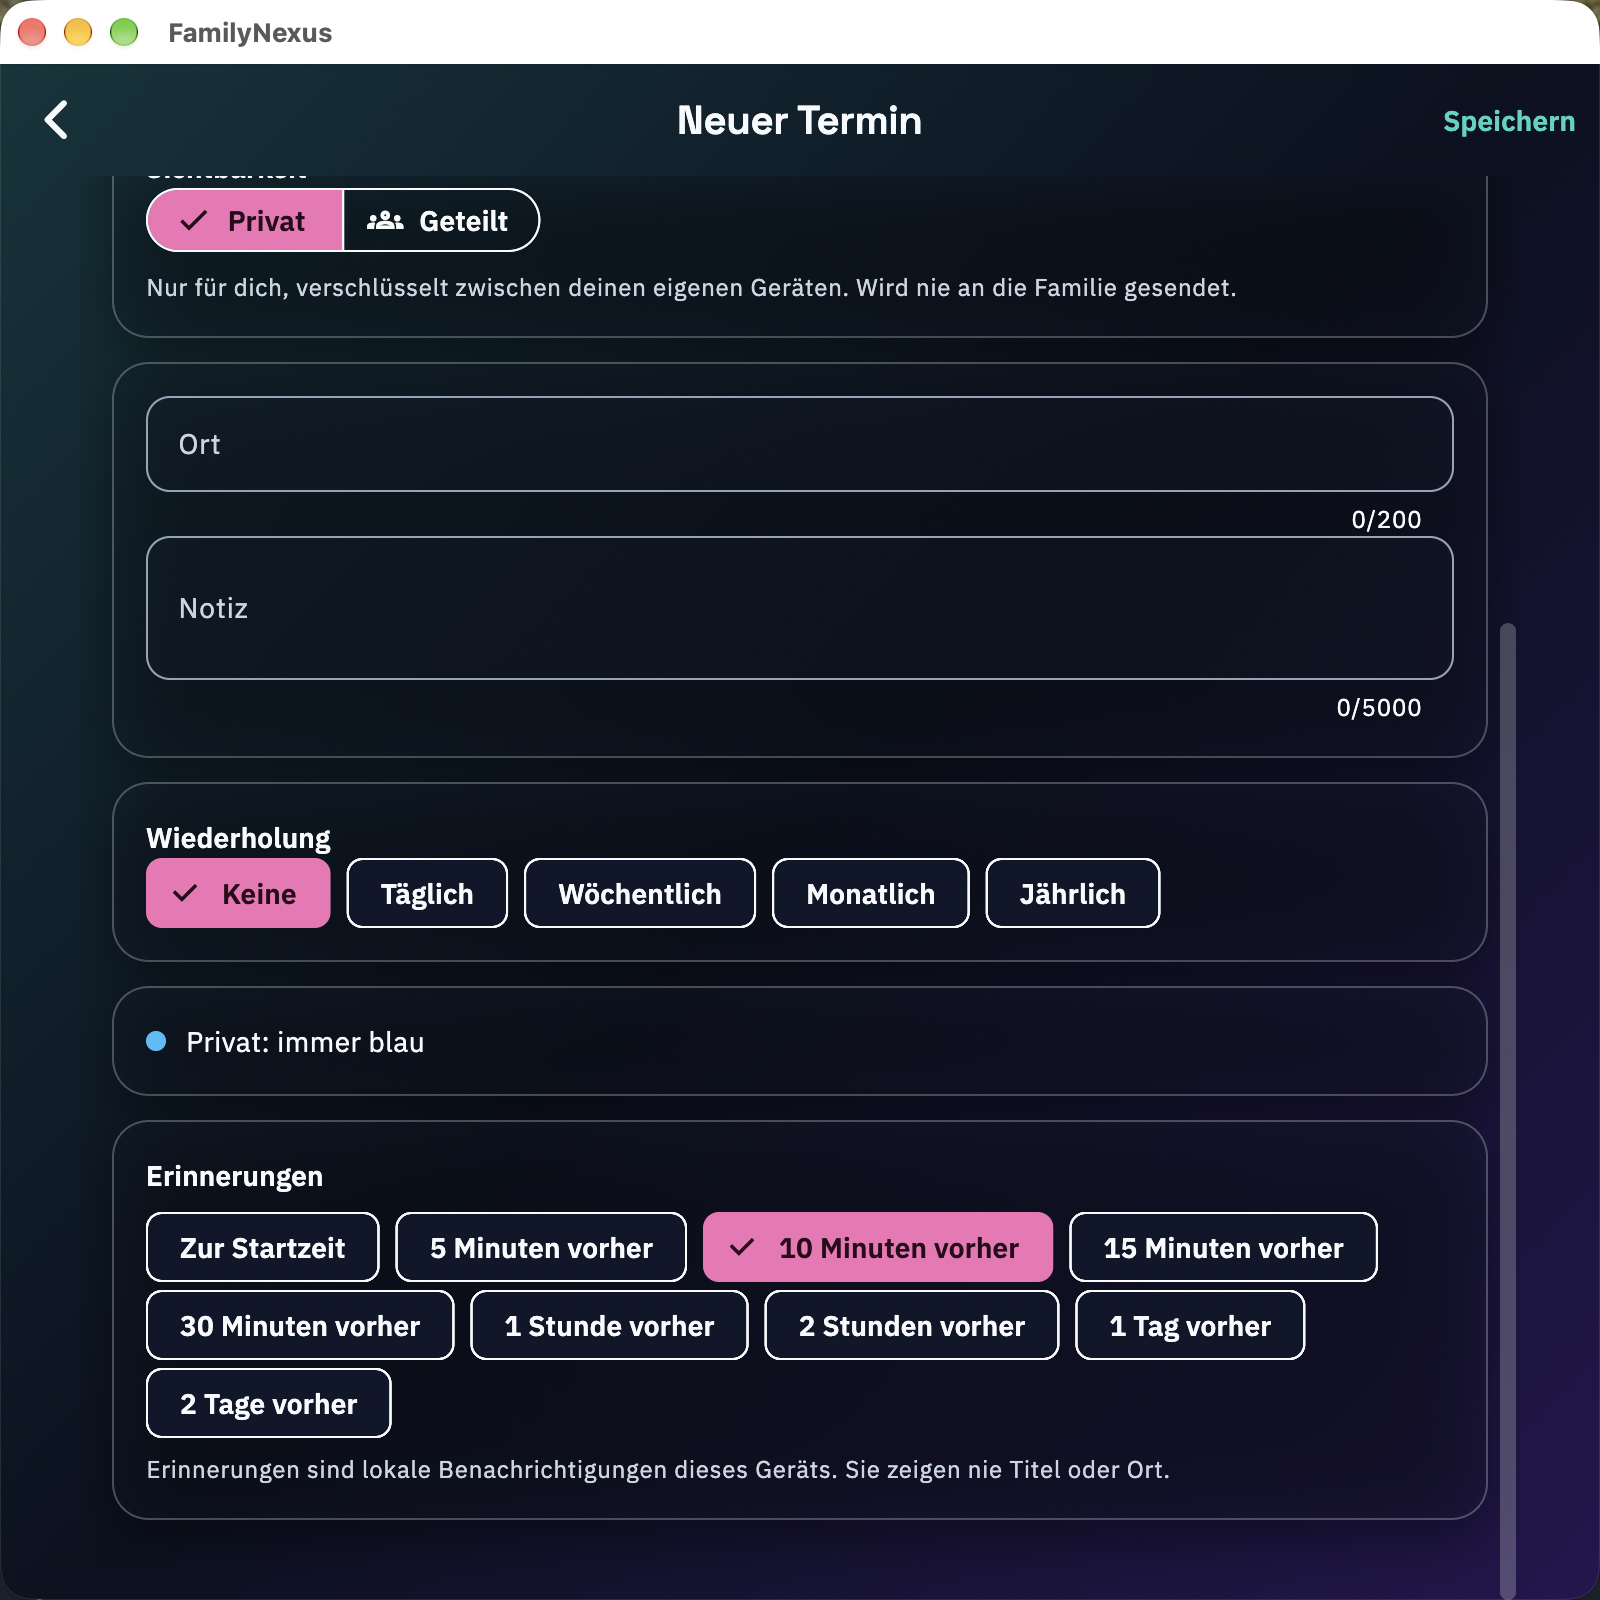 FamilyNexus
Neuer Termin
Speichern
Privat
Geteilt
Nur für dich, verschlüsselt zwischen deinen eigenen Geräten. Wird nie an die Familie gesendet.
Ort
0/200
Notiz
0/5000
Wiederholung
Keine
Täglich
Wöchentlich
Monatlich
Jährlich
Privat: immer blau
Erinnerungen
Zur Startzeit
5 Minuten vorher
10 Minuten vorher
15 Minuten vorher
30 Minuten vorher
1 Stunde vorher
2 Stunden vorher
1 Tag vorher
2 Tage vorher
Erinnerungen sind lokale Benachrichtigungen dieses Geräts. Sie zeigen nie Titel oder Ort.